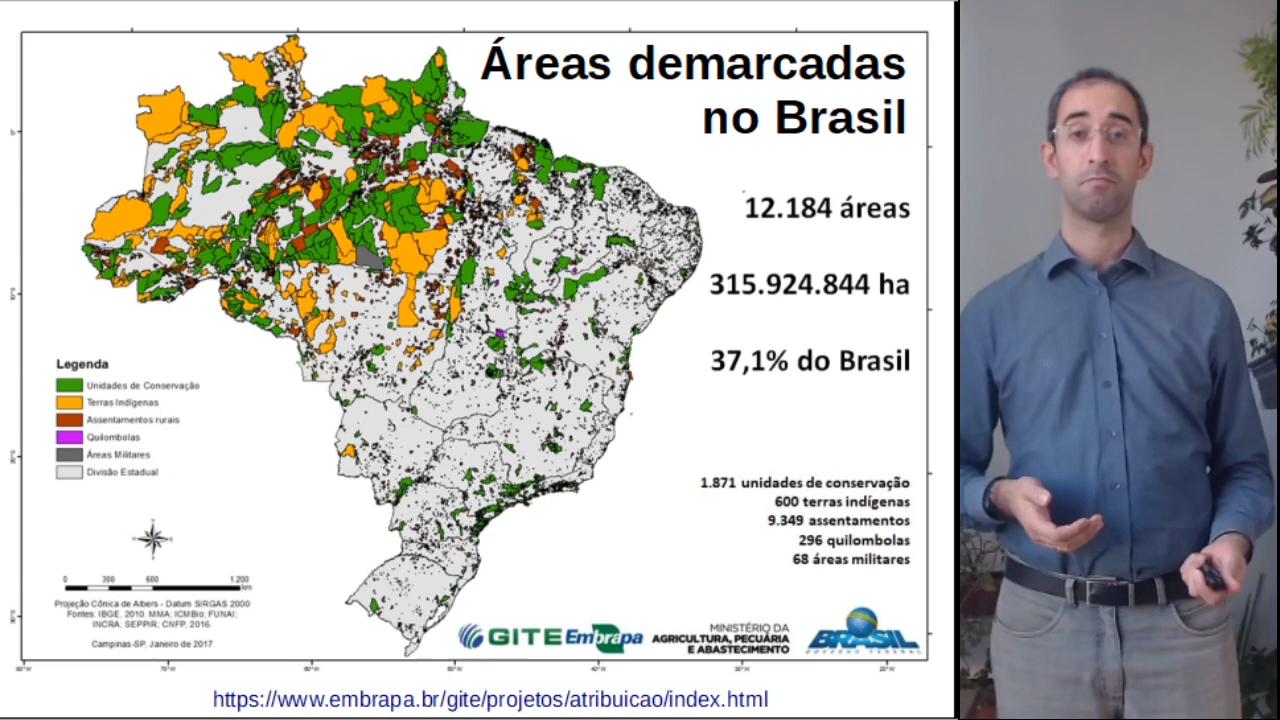 Áreas demarcadas
no Brasil
12.184 áreas
315.924.844 ha
37,1% do Brasil
Legenda
Unidades de Conservação
Terras Indígenas
Assentamentos rurais
Quilombolas
Áreas Militares
Divisão Estadual
1.871 unidades de conservação
600 terras indígenas
9.349 assentamentos
296 quilombolas
68 áreas militares
0 300 600 1.200
km
Projeção Cônica de Albers - Datum SIRGAS 2000
Fontes: IBGE, 2010. MMA; ICMBio; FUNAI;
INCRA; SEPPIR; CNFP, 2016.
Campinas-SP, Janeiro de 2017
GITE Embrapa
MINISTÉRIO DA
AGRICULTURA, PECUÁRIA
E ABASTECIMENTO
BRASIL
GOVERNO FEDERAL
https://www.embrapa.br/gite/projetos/atribuicao/index.html